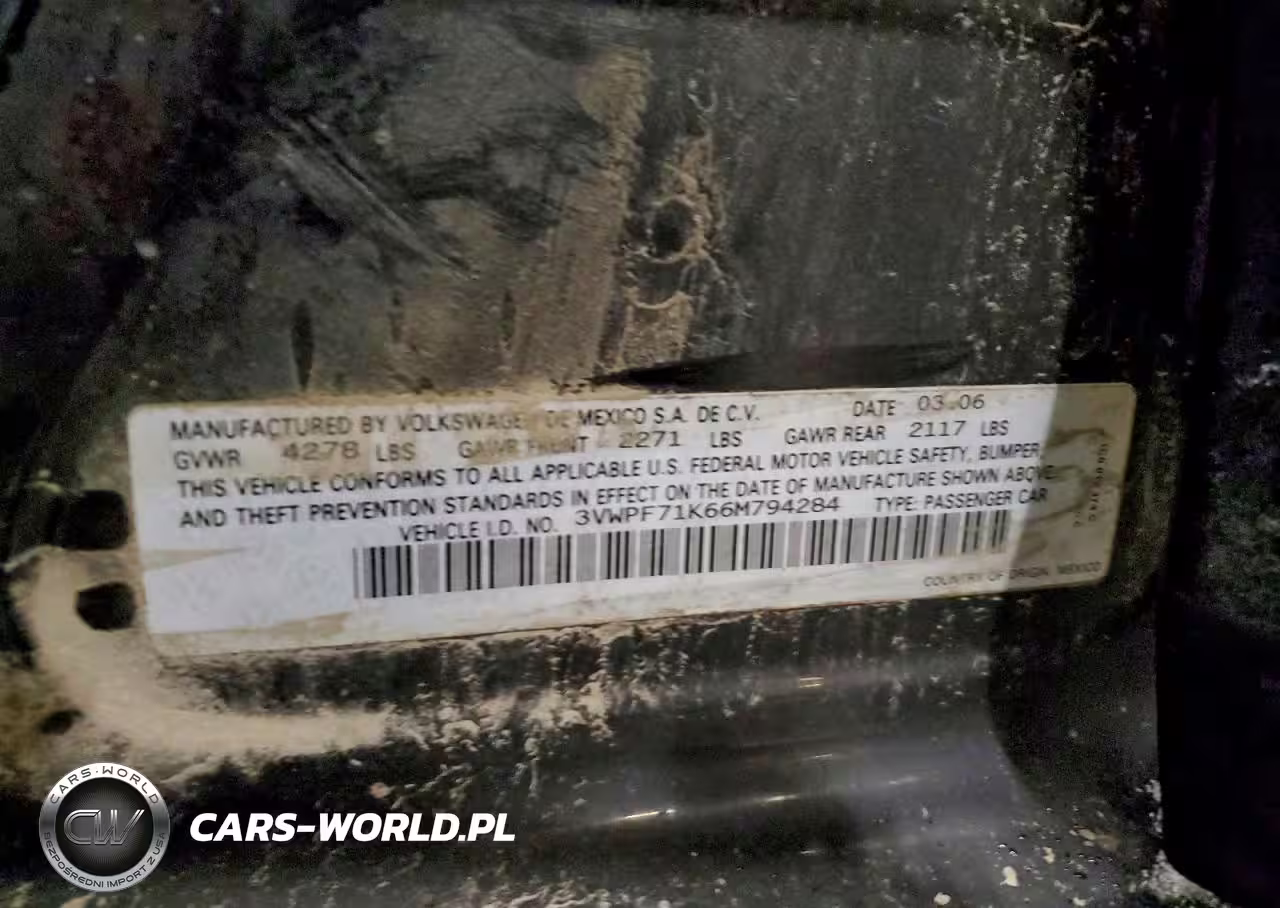 MANUFACTURED BY VOLKSWAGEN DE MEXICO S.A. DE C.V. DATE 03.06
GVWR 4278 LBS GAWR FRONT 2271 LBS GAWR REAR 2117 LBS
THIS VEHICLE CONFORMS TO ALL APPLICABLE U.S. FEDERAL MOTOR VEHICLE SAFETY, BUMPER,
AND THEFT PREVENTION STANDARDS IN EFFECT ON THE DATE OF MANUFACTURE SHOWN ABOVE
VEHICLE I.D. NO. 3VWPF71K66M794284 TYPE: PASSENGER CAR
COUNTRY OF ORIGIN, MEXICO
CARS-WORLD
CW
BEZPOŚREDNI IMPORT Z USA
CARS-WORLD.PL